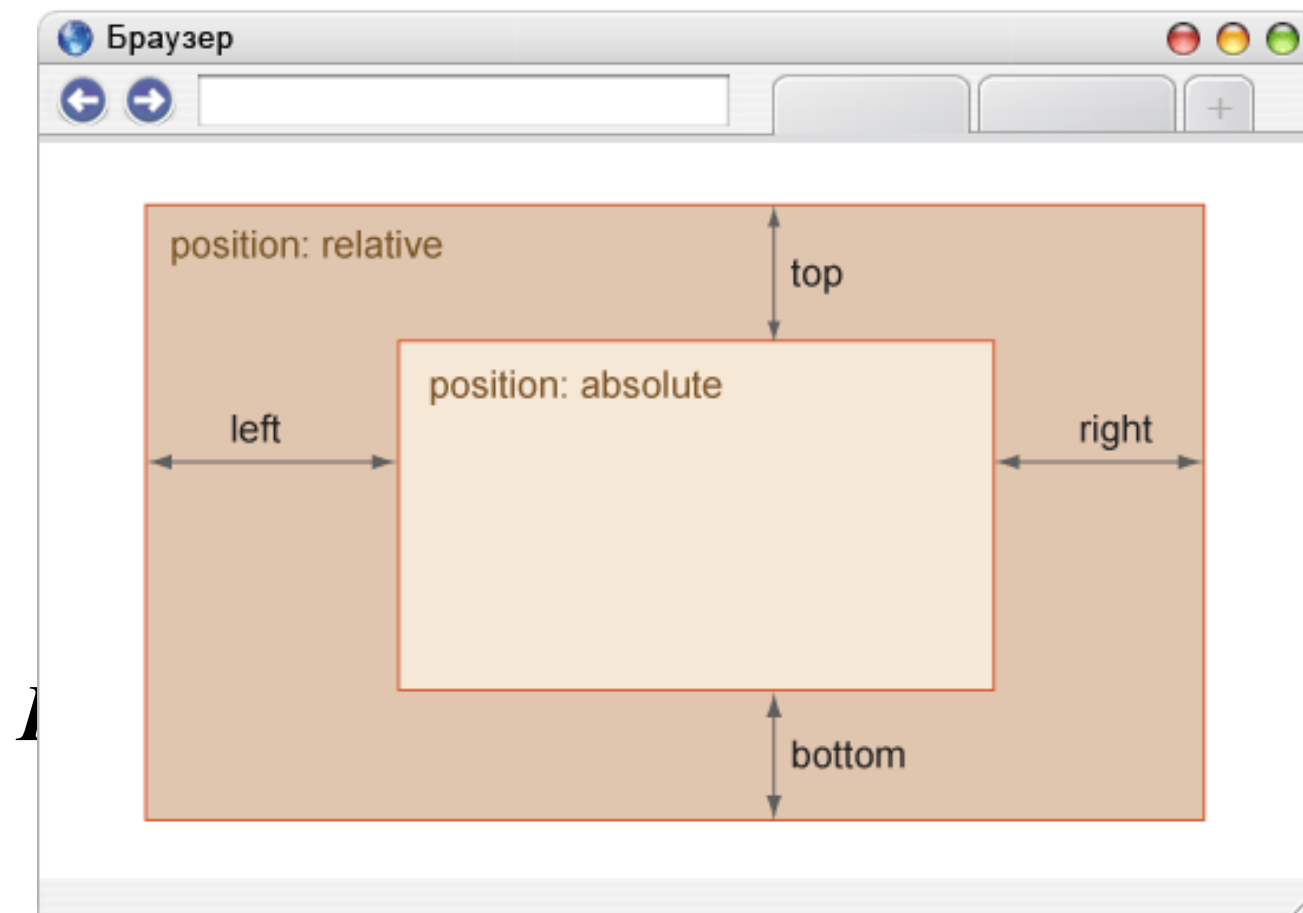 Браузер
+
position: relative
top
position: absolute
left
right
bottom